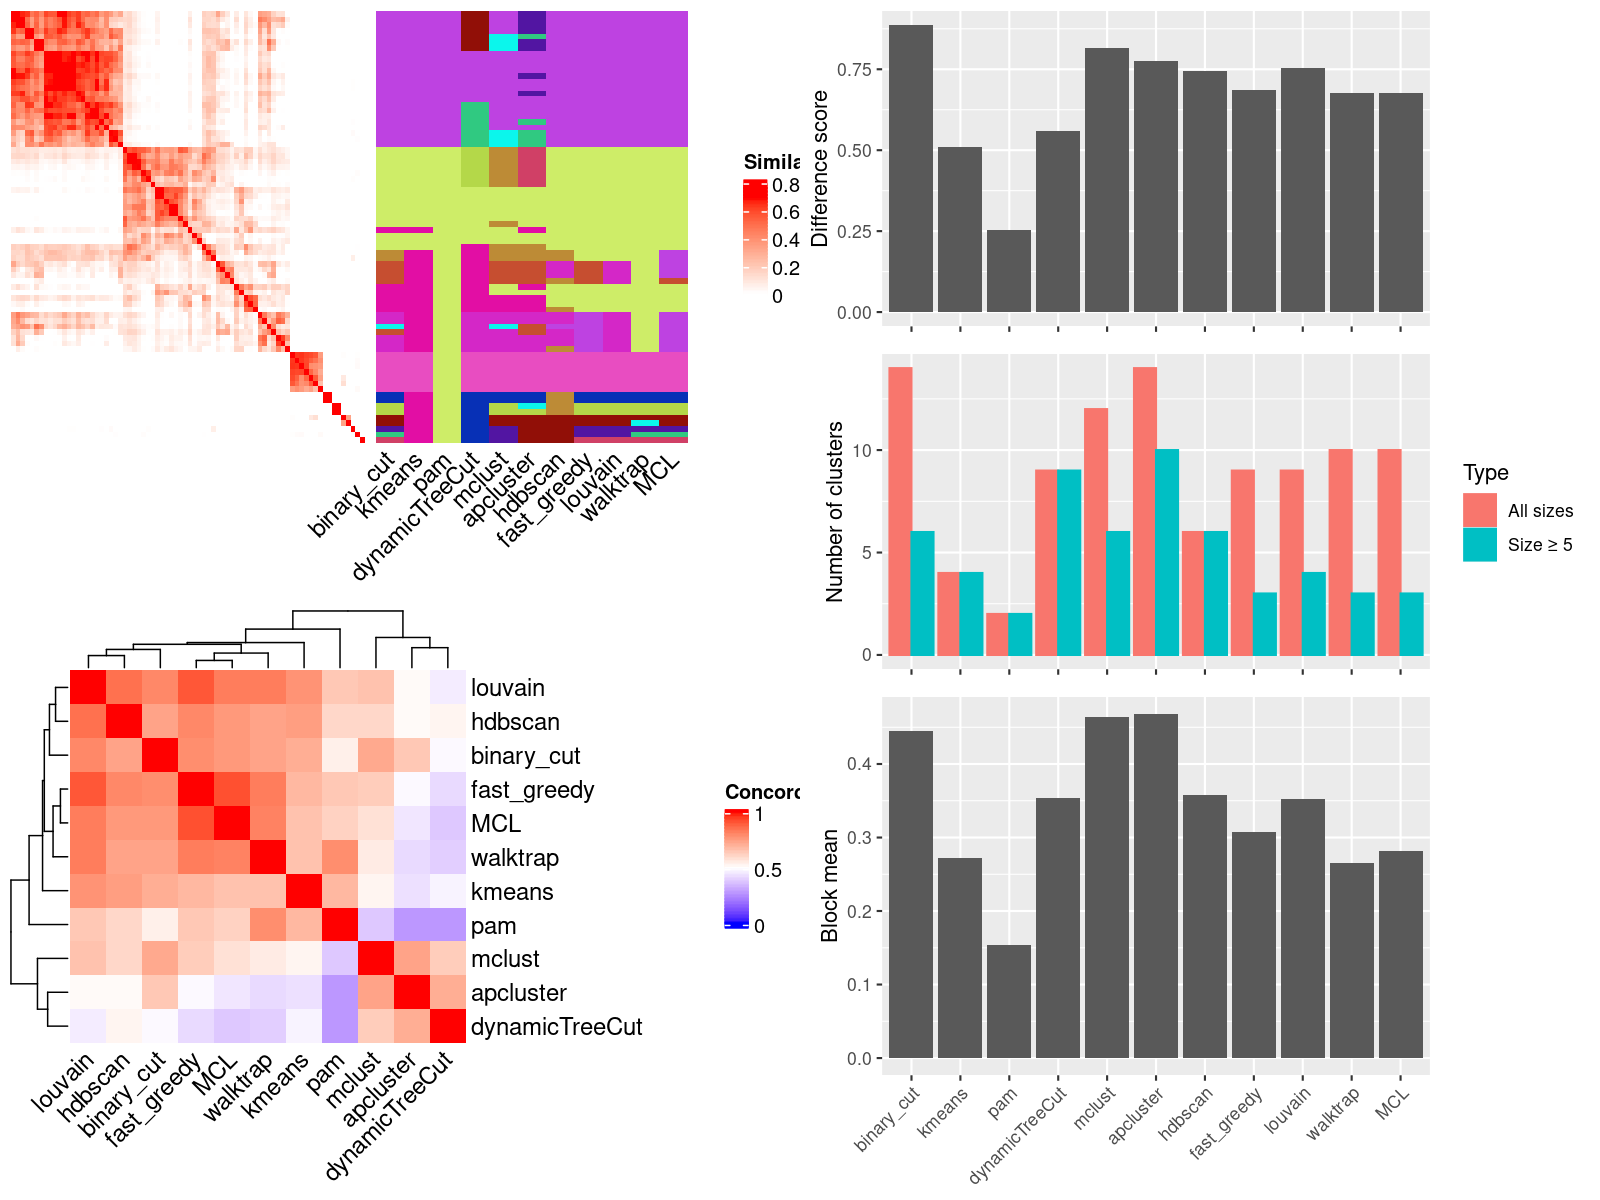 Simila
0.8
0.6
0.4
0.2
0
binary_cut
kmeans
pam
dynamicTreeCut
mclust
apcluster
hdbscan
fast_greedy
louvain
walktrap
MCL
Difference score
0.75
0.50
0.25
0.00
Number of clusters
10
5
0
Type
All sizes
Size ≥ 5
louvain
hdbscan
binary_cut
fast_greedy
MCL
walktrap
kmeans
pam
mclust
apcluster
dynamicTreeCut
louvain
hdbscan
binary_cut
fast_greedy
MCL
walktrap
kmeans
pam
mclust
apcluster
dynamicTreeCut
Concord
1
0.5
0
Block mean
0.4
0.3
0.2
0.1
0.0
binary_cut
kmeans
pam
dynamicTreeCut
mclust
apcluster
hdbscan
fast_greedy
louvain
walktrap
MCL